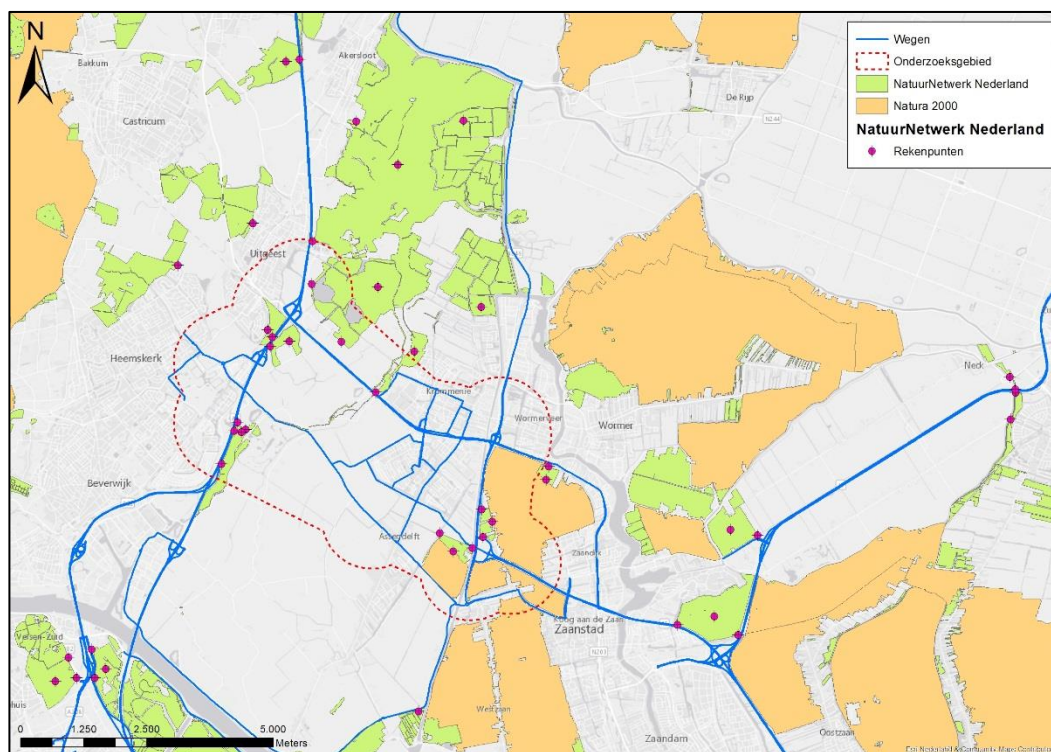 N
Wegen
Onderzoeksgebied
NatuurNetwerk Nederland
Natura 2000
NatuurNetwerk Nederland
Rekenpunten
Bakkum
Akersloot
De Rijp
N244
Castricum
Uitgeest
Heemskerk
Neck
Krommenie
Wormerveer
Wormer
Beverwijk
Assendelft
Zaandijk
Koog aan de Zaan
Zaanstad
Velsen-Zuid
N203
huis
Westzaan
Oostzaan
Zaandam
0 1.250 2.500 5.000
Meters